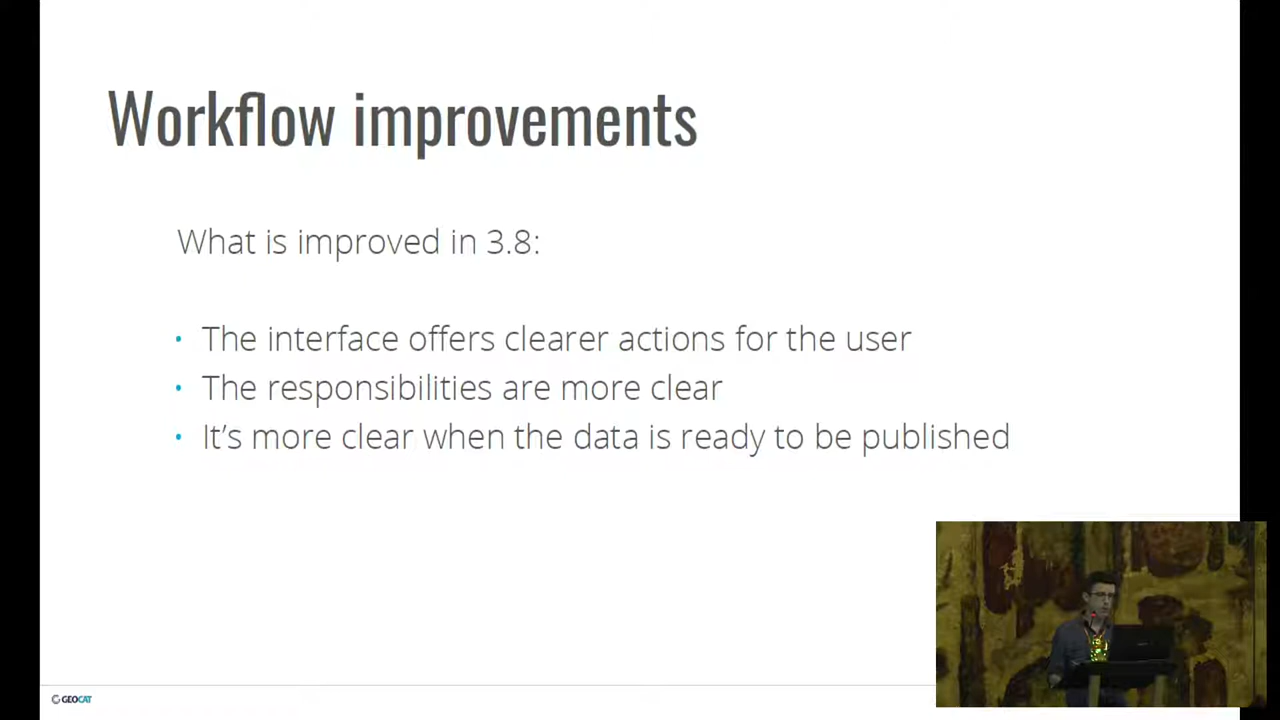 Workflow improvements
What is improved in 3.8:
• The interface offers clearer actions for the user
• The responsibilities are more clear
• It's more clear when the data is ready to be published
GEOCAT